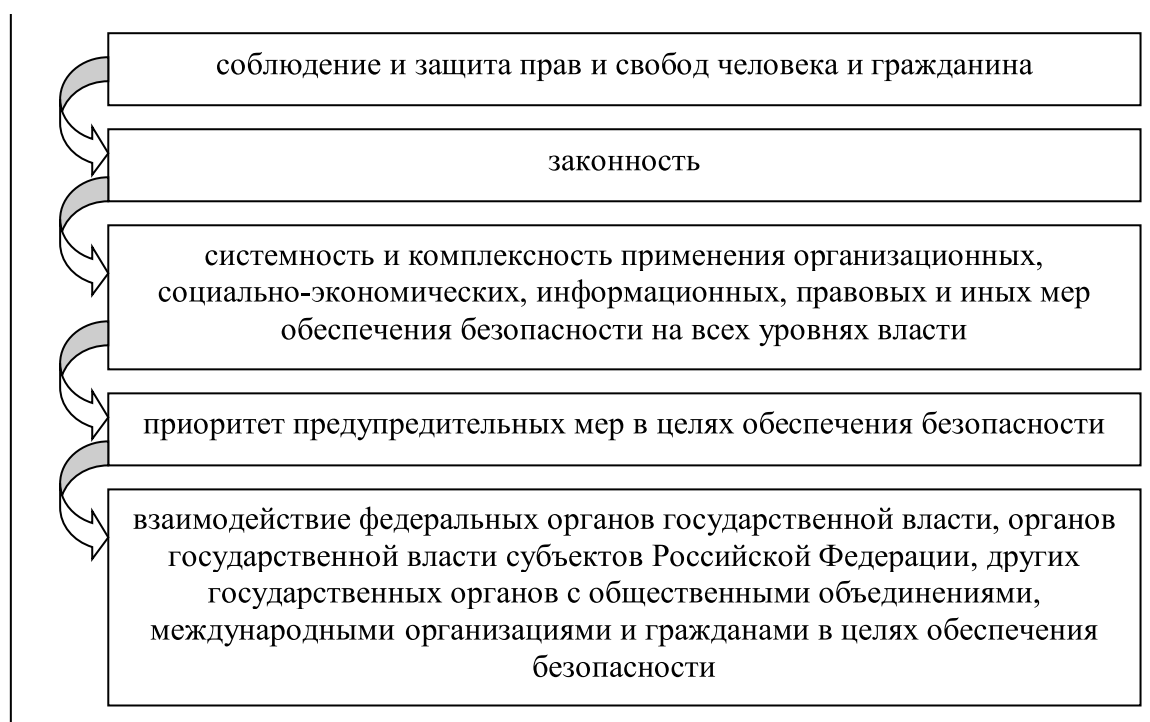 соблюдение и защита прав и свобод человека и гражданина
законность
системность и комплексность применения организационных,
социально-экономических, информационных, правовых и иных мер
обеспечения безопасности на всех уровнях власти
приоритет предупредительных мер в целях обеспечения безопасности
взаимодействие федеральных органов государственной власти, органов
государственной власти субъектов Российской Федерации, других
государственных органов с общественными объединениями,
международными организациями и гражданами в целях обеспечения
безопасности